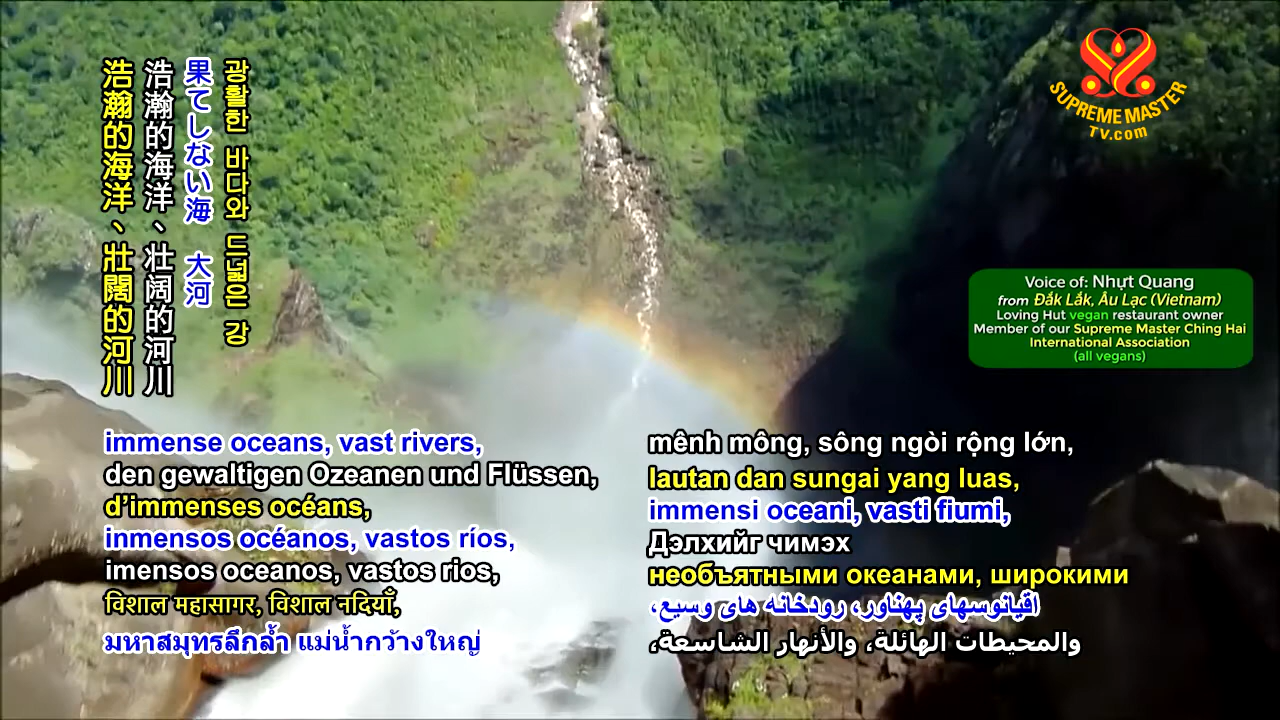 SUPREME MASTER
TV.com
광활한 바다와 드넓은 강
果てしない海　大河
浩瀚的海洋、壮阔的河川
浩瀚的海洋、壯闊的河川
Voice of: Nhựt Quang
from Đắk Lắk, Âu Lạc (Vietnam)
Loving Hut vegan restaurant owner
Member of our Supreme Master Ching Hai
International Association
(all vegans)
immense oceans, vast rivers,
den gewaltigen Ozeanen und Flüssen,
d’immenses océans,
inmensos océanos, vastos ríos,
imensos oceanos, vastos rios,
विशाल महासागर, विशाल नदियाँ,
มหาสมุทรลึกล้ำ แม่น้ำกว้างใหญ่
mênh mông, sông ngòi rộng lớn,
lautan dan sungai yang luas,
immensi oceani, vasti fiumi,
Дэлхийг чимэх
необъятными океанами, широкими
اقیانوسهای پهناور، رودخانه های وسیع،
والمحيطات الهائلة، والأنهار الشاسعة،